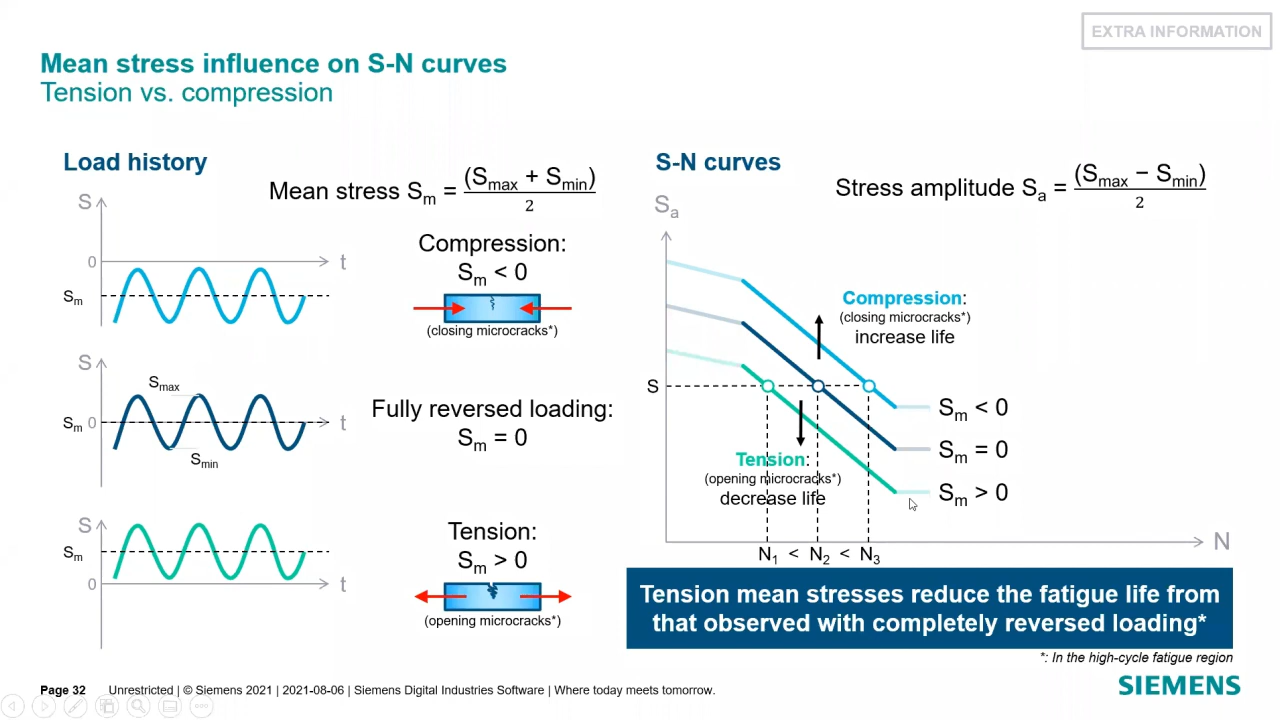 EXTRA INFORMATION
Mean stress influence on S-N curves
Tension vs. compression
Load history
Mean stress Sm = (Smax + Smin)
2
S
0
Sm
t
Compression:
Sm < 0
(closing microcracks*)
S
Smax
Sm 0
t
Smin
Fully reversed loading:
Sm = 0
S
Sm
0
t
Tension:
Sm > 0
(opening microcracks*)
S-N curves
Stress amplitude Sa = (Smax − Smin)
2
Sa
Compression:
(closing microcracks*)
increase life
S
Sm < 0
Sm = 0
Sm > 0
Tension:
(opening microcracks*)
decrease life
N
N1 < N2 < N3
Tension mean stresses reduce the fatigue life from
that observed with completely reversed loading*
*: In the high-cycle fatigue region
Page 32 Unrestricted | © Siemens 2021 | 2021-08-06 | Siemens Digital Industries Software | Where today meets tomorrow.
SIEMENS